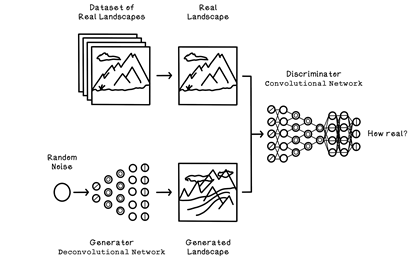 Dataset of
Real Landscapes
Real
Landscape
Discriminator
Convolutional Network
How real?
Random
Noise
Generator
Deconvolutional Network
Generated
Landscape